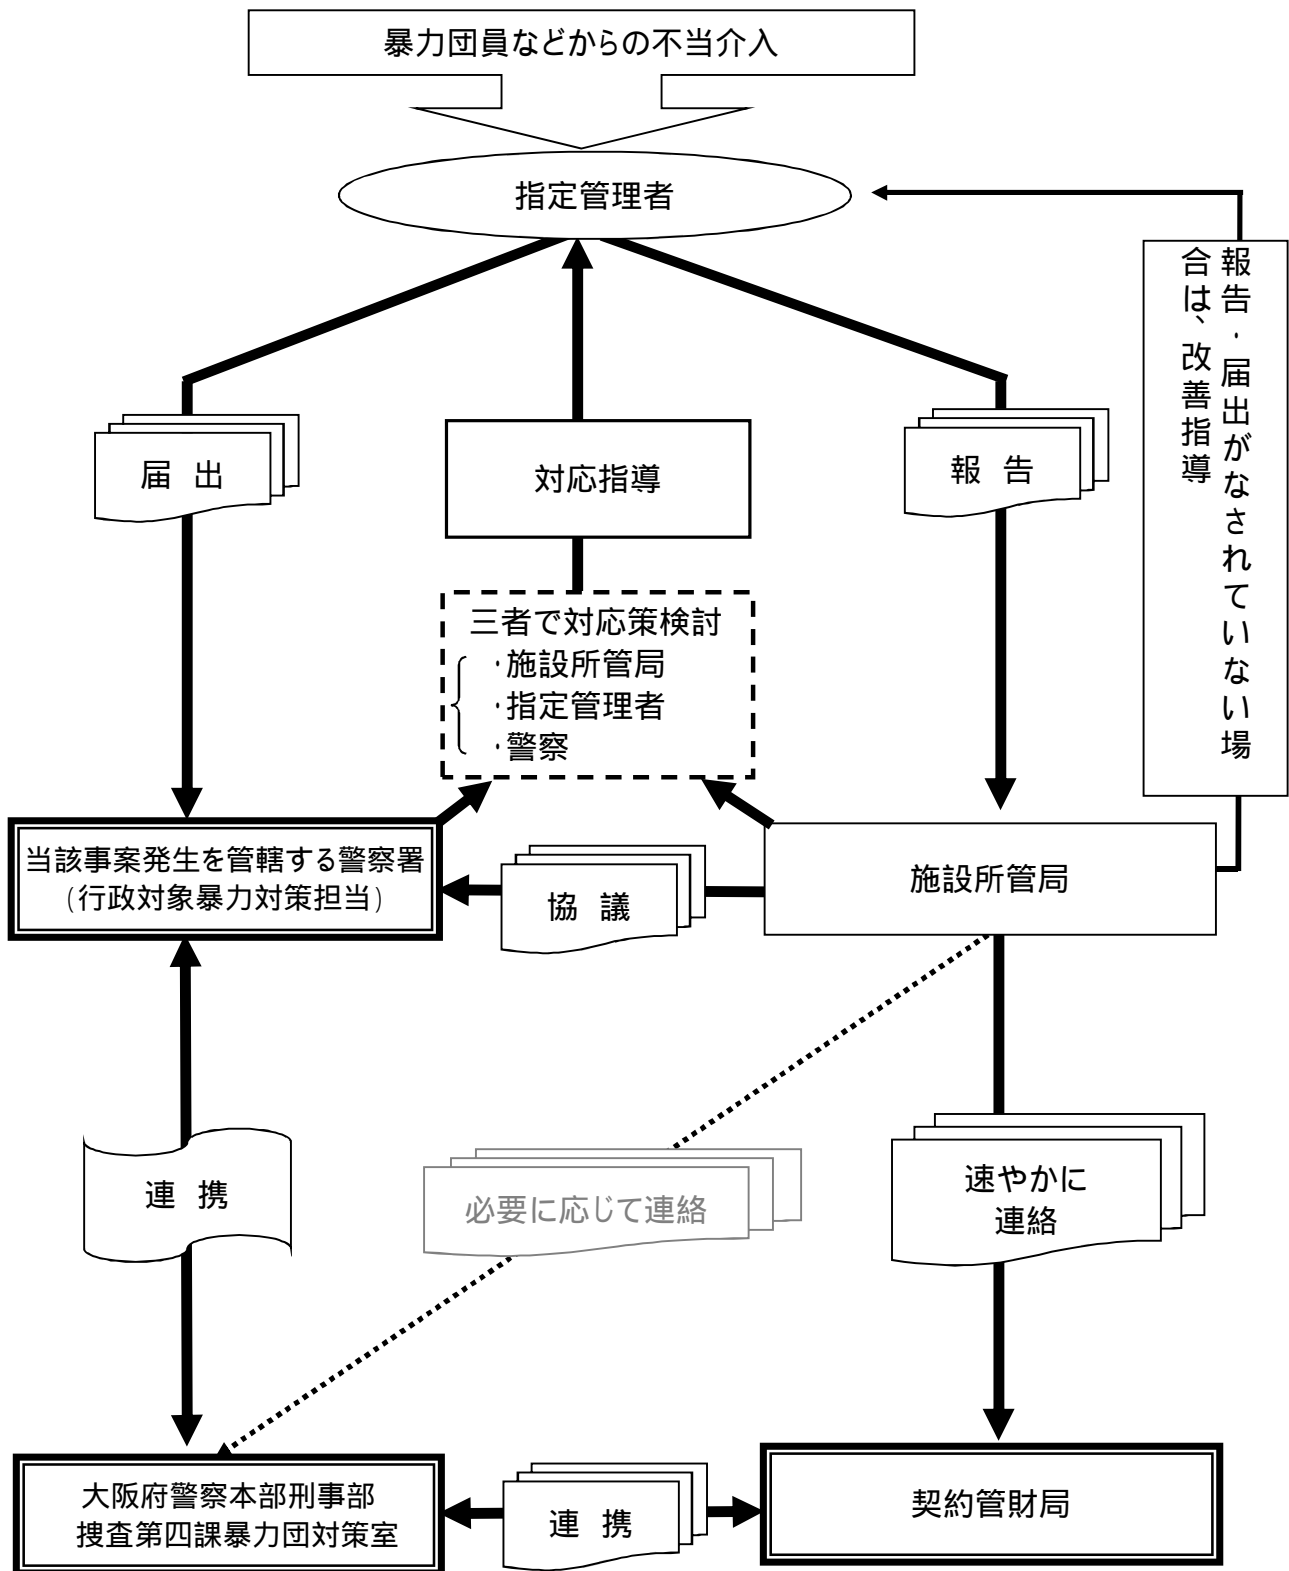 暴力団員などからの不当介入
指定管理者
報告・届出がなされていない場
合は、改善指導
届 出
対応指導
報 告
三者で対応策検討
・施設所管局
・指定管理者
・警察
当該事案発生を管轄する警察署
(行政対象暴力対策担当)
協 議
施設所管局
連 携
必要に応じて連絡
速やかに
連絡
大阪府警察本部刑事部
捜査第四課暴力団対策室
連 携
契約管財局